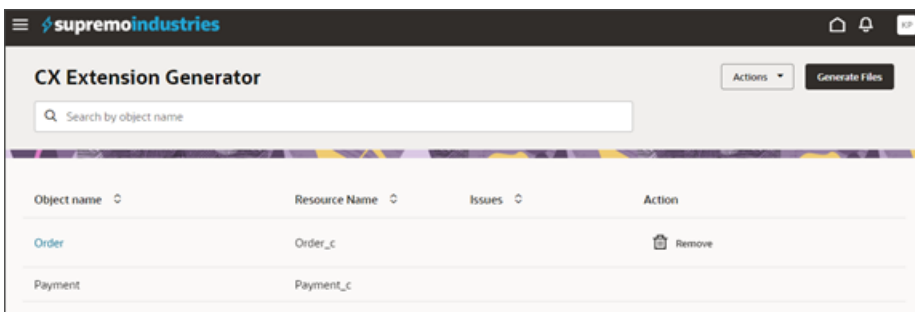 supremoindustries
KP
CX Extension Generator
Actions
Generate Files
Search by object name
Object name Resource Name Issues Action
Order Order_c Remove
Payment Payment_c